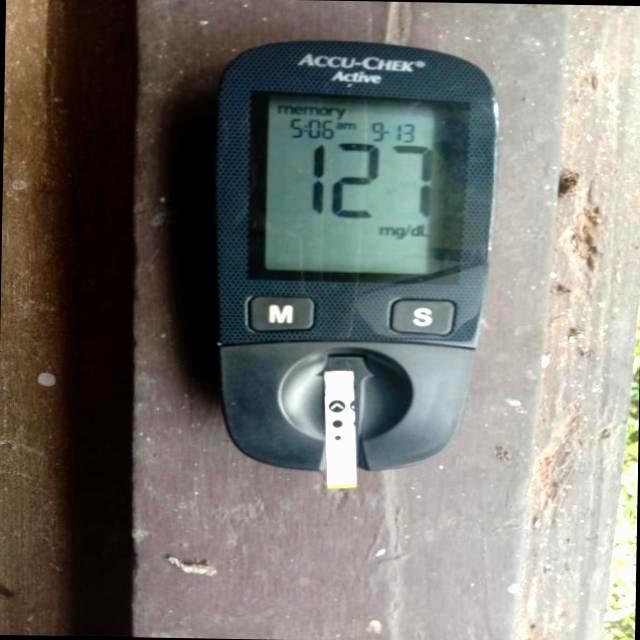 ACCU-CHEK®
Active
memory
5:06 am 9-13
127
mg/dL
M
S